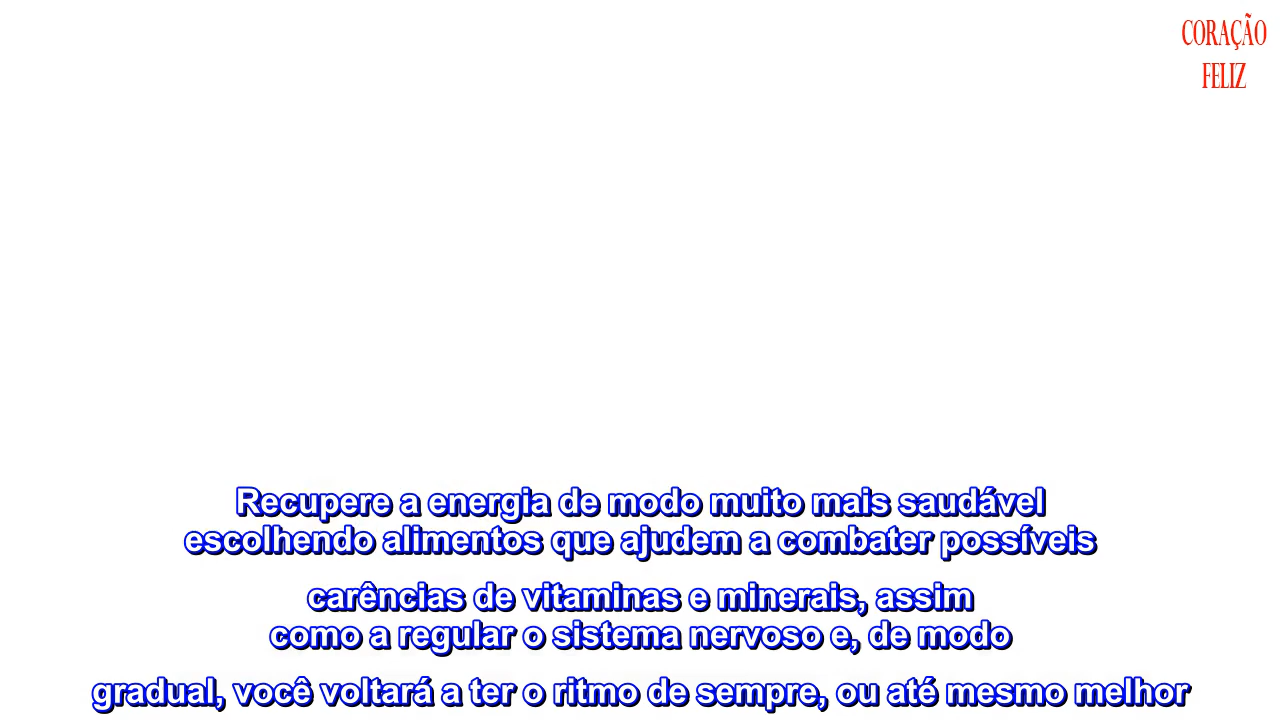 CORAÇÃO
FELIZ
Recupere a energia de modo muito mais saudável
escolhendo alimentos que ajudem a combater possíveis
carências de vitaminas e minerais, assim
como a regular o sistema nervoso e, de modo
gradual, você voltará a ter o ritmo de sempre, ou até mesmo melhor